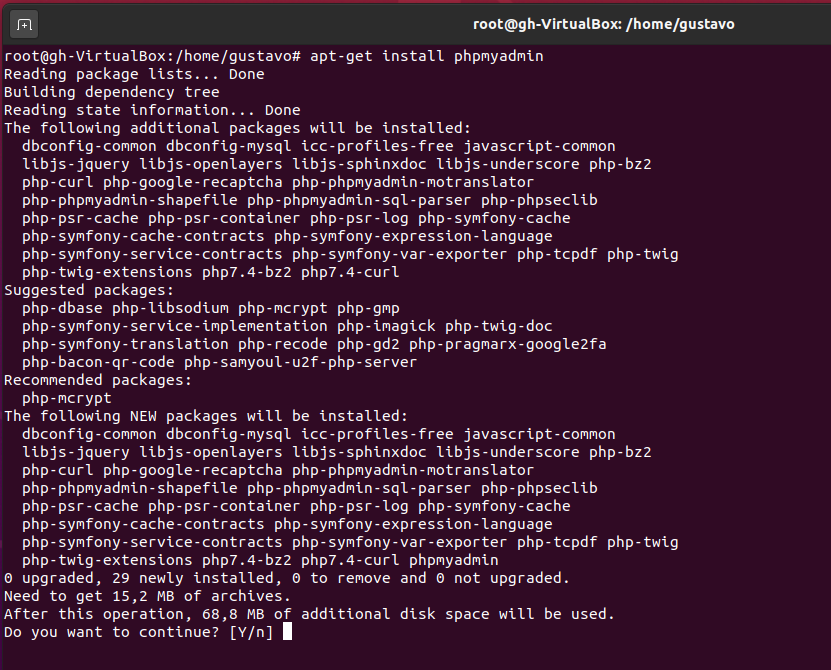 root@gh-VirtualBox: /home/gustavo
root@gh-VirtualBox:/home/gustavo# apt-get install phpmyadmin
Reading package lists... Done
Building dependency tree
Reading state information... Done
The following additional packages will be installed:
  dbconfig-common dbconfig-mysql icc-profiles-free javascript-common
  libjs-jquery libjs-openlayers libjs-sphinxdoc libjs-underscore php-bz2
  php-curl php-google-recaptcha php-phpmyadmin-motranslator
  php-phpmyadmin-shapefile php-phpmyadmin-sql-parser php-phpseclib
  php-psr-cache php-psr-container php-psr-log php-symfony-cache
  php-symfony-cache-contracts php-symfony-expression-language
  php-symfony-service-contracts php-symfony-var-exporter php-tcpdf php-twig
  php-twig-extensions php7.4-bz2 php7.4-curl
Suggested packages:
  php-dbase php-libsodium php-mcrypt php-gmp
  php-symfony-service-implementation php-imagick php-twig-doc
  php-symfony-translation php-recode php-gd2 php-pragmarx-google2fa
  php-bacon-qr-code php-samyoul-u2f-php-server
Recommended packages:
  php-mcrypt
The following NEW packages will be installed:
  dbconfig-common dbconfig-mysql icc-profiles-free javascript-common
  libjs-jquery libjs-openlayers libjs-sphinxdoc libjs-underscore php-bz2
  php-curl php-google-recaptcha php-phpmyadmin-motranslator
  php-phpmyadmin-shapefile php-phpmyadmin-sql-parser php-phpseclib
  php-psr-cache php-psr-container php-psr-log php-symfony-cache
  php-symfony-cache-contracts php-symfony-expression-language
  php-symfony-service-contracts php-symfony-var-exporter php-tcpdf php-twig
  php-twig-extensions php7.4-bz2 php7.4-curl phpmyadmin
0 upgraded, 29 newly installed, 0 to remove and 0 not upgraded.
Need to get 15,2 MB of archives.
After this operation, 68,8 MB of additional disk space will be used.
Do you want to continue? [Y/n]